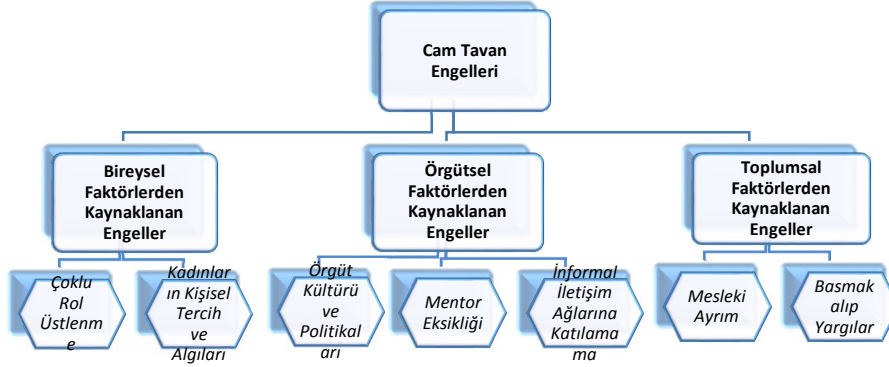 Cam Tavan
Engelleri
Bireysel
Faktörlerden
Kaynaklanan
Engeller
Örgütsel
Faktörlerden
Kaynaklanan
Engeller
Toplumsal
Faktörlerden
Kaynaklanan
Engeller
Çoklu
Rol
Üstlenm
e
Kadınlar
ın Kişisel
Tercih
ve
Algıları
Örgüt
Kültürü
ve
Politikal
arı
Mentor
Eksikliği
İnformal
İletişim
Ağlarına
Katılama
ma
Mesleki
Ayrım
Basmak
alıp
Yargılar